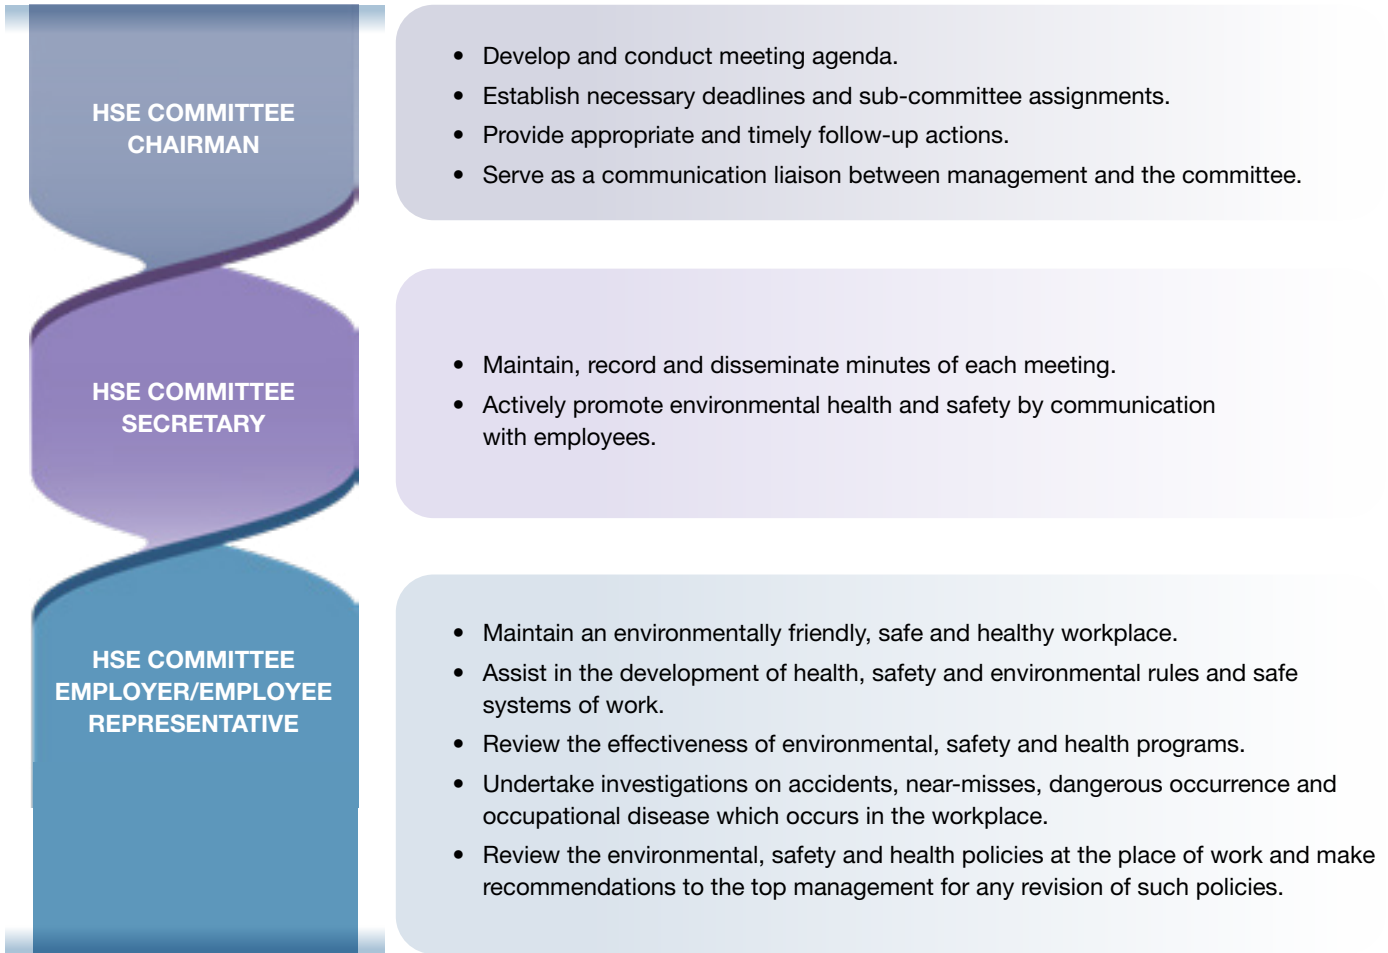 HSE COMMITTEE
CHAIRMAN
• Develop and conduct meeting agenda.
• Establish necessary deadlines and sub-committee assignments.
• Provide appropriate and timely follow-up actions.
• Serve as a communication liaison between management and the committee.
HSE COMMITTEE
SECRETARY
• Maintain, record and disseminate minutes of each meeting.
• Actively promote environmental health and safety by communication
with employees.
HSE COMMITTEE
EMPLOYER/EMPLOYEE
REPRESENTATIVE
• Maintain an environmentally friendly, safe and healthy workplace.
• Assist in the development of health, safety and environmental rules and safe
systems of work.
• Review the effectiveness of environmental, safety and health programs.
• Undertake investigations on accidents, near-misses, dangerous occurrence and
occupational disease which occurs in the workplace.
• Review the environmental, safety and health policies at the place of work and make
recommendations to the top management for any revision of such policies.